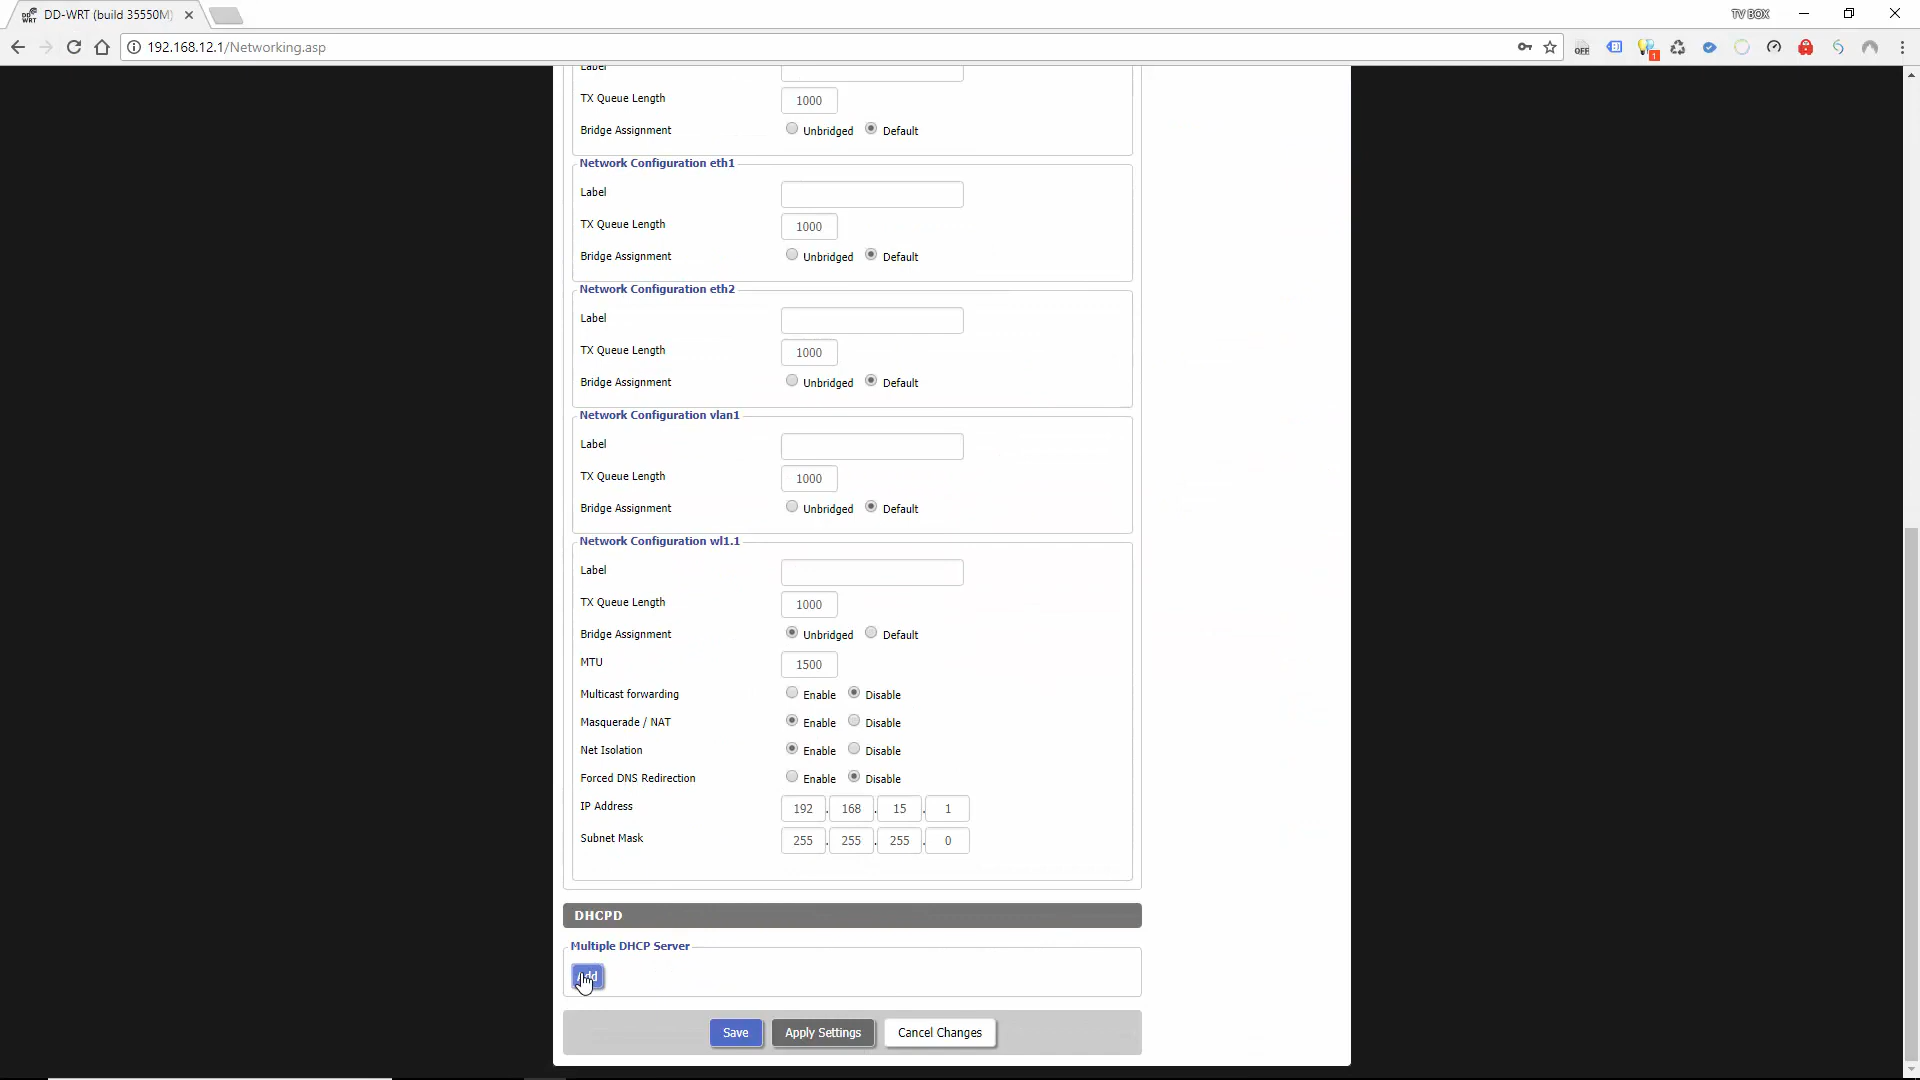 DD-WRT (build 35550M)
TV BOX
192.168.12.1/Networking.asp
OFF
1
Label
TX Queue Length 1000
Bridge Assignment Unbridged Default
Network Configuration eth1
Label
TX Queue Length 1000
Bridge Assignment Unbridged Default
Network Configuration eth2
Label
TX Queue Length 1000
Bridge Assignment Unbridged Default
Network Configuration vlan1
Label
TX Queue Length 1000
Bridge Assignment Unbridged Default
Network Configuration wl1.1
Label
TX Queue Length 1000
Bridge Assignment Unbridged Default
MTU 1500
Multicast forwarding Enable Disable
Masquerade / NAT Enable Disable
Net Isolation Enable Disable
Forced DNS Redirection Enable Disable
IP Address 192 . 168 . 15 . 1
Subnet Mask 255 . 255 . 255 . 0
DHCPD
Multiple DHCP Server
Add
Save Apply Settings Cancel Changes